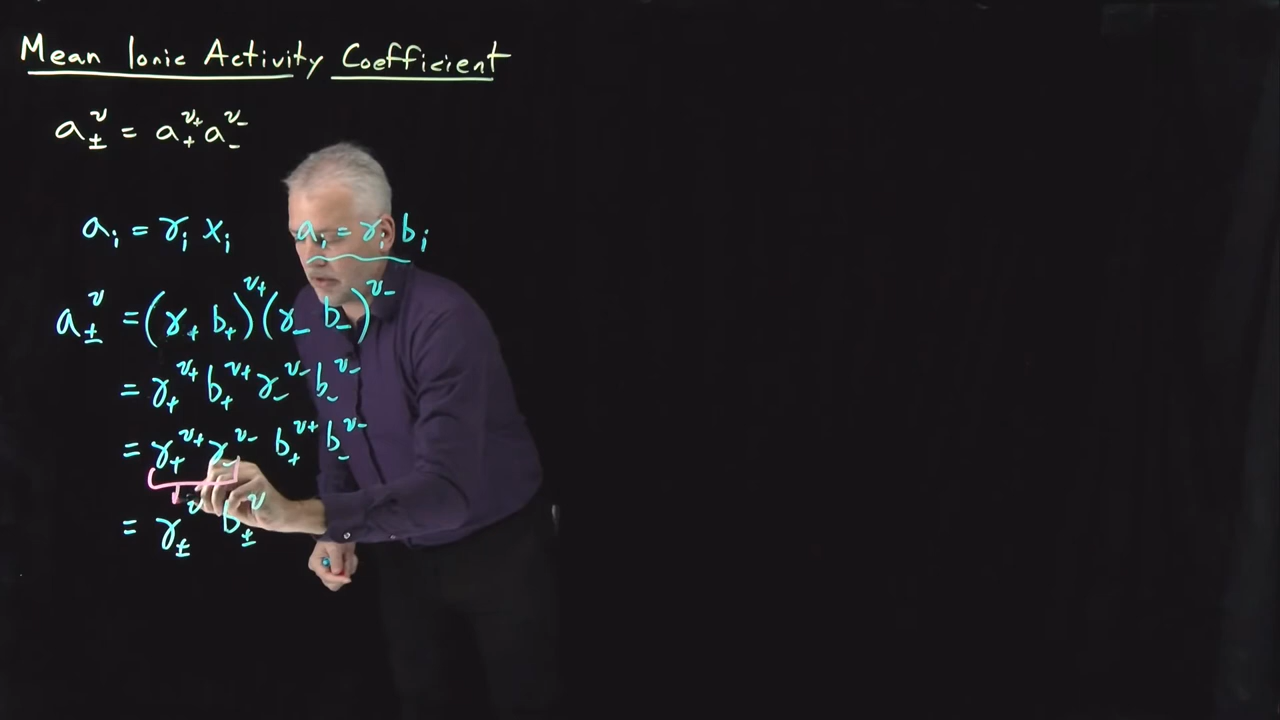 Mean Ionic Activity Coefficient
a±^ν = a₊^ν₊ a₋^ν₋
aᵢ = γᵢ xᵢ aᵢ = γᵢ bᵢ
a±^ν = (γ₊ b₊)^ν₊ (γ₋ b₋)^ν₋
= γ₊^ν₊ b₊^ν₊ γ₋^ν₋ b₋^ν₋
= γ₊^ν₊ γ₋^ν₋ b₊^ν₊ b₋^ν₋
= γ±^ν b±^ν